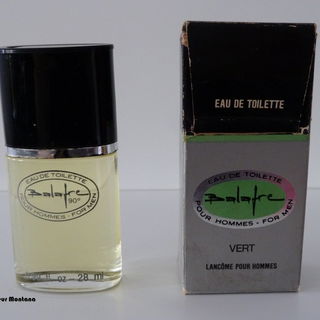 EAU DE TOILETTE
Balafre
90°
POUR HOMMES - FOR MEN
fl oz - 28 ml
EAU DE TOILETTE
EAU DE TOILETTE
Balafre
POUR HOMMES - FOR MEN
VERT
LANCÔME POUR HOMMES
Montana